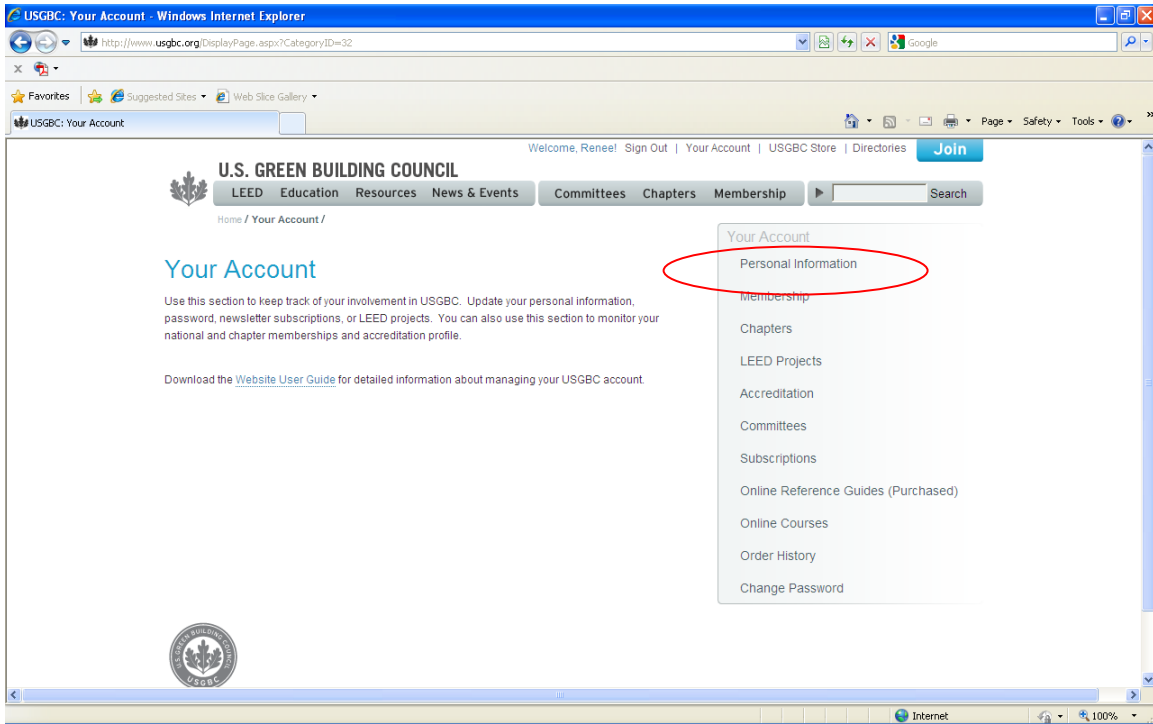 USGBC: Your Account - Windows Internet Explorer
http://www.usgbc.org/DisplayPage.aspx?CategoryID=32
Google
x
Favorites Suggested Sites Web Slice Gallery
USGBC: Your Account
Page Safety Tools »
Welcome, Renee! Sign Out | Your Account | USGBC Store | Directories Join
U.S. GREEN BUILDING COUNCIL
LEED Education Resources News & Events Committees Chapters Membership Search
Home / Your Account /
Your Account
Use this section to keep track of your involvement in USGBC. Update your personal information,
password, newsletter subscriptions, or LEED projects. You can also use this section to monitor your
national and chapter memberships and accreditation profile.
Download the Website User Guide for detailed information about managing your USGBC account.
Your Account
Personal Information
Membership
Chapters
LEED Projects
Accreditation
Committees
Subscriptions
Online Reference Guides (Purchased)
Online Courses
Order History
Change Password
U.S. GREEN BUILDING COUNCIL
USGBC
Internet 100%